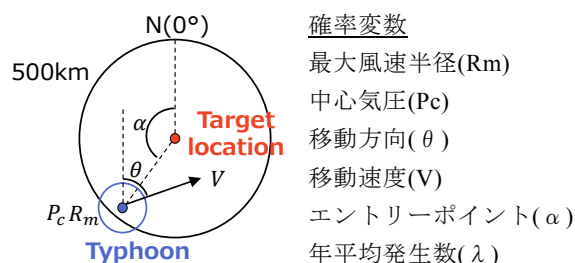 N(0°)
500km
α
Target
location
θ
V
P_c R_m
Typhoon
確率変数
最大風速半径(Rm)
中心気圧(Pc)
移動方向(θ)
移動速度(V)
エントリーポイント(α)
年平均発生数(λ)